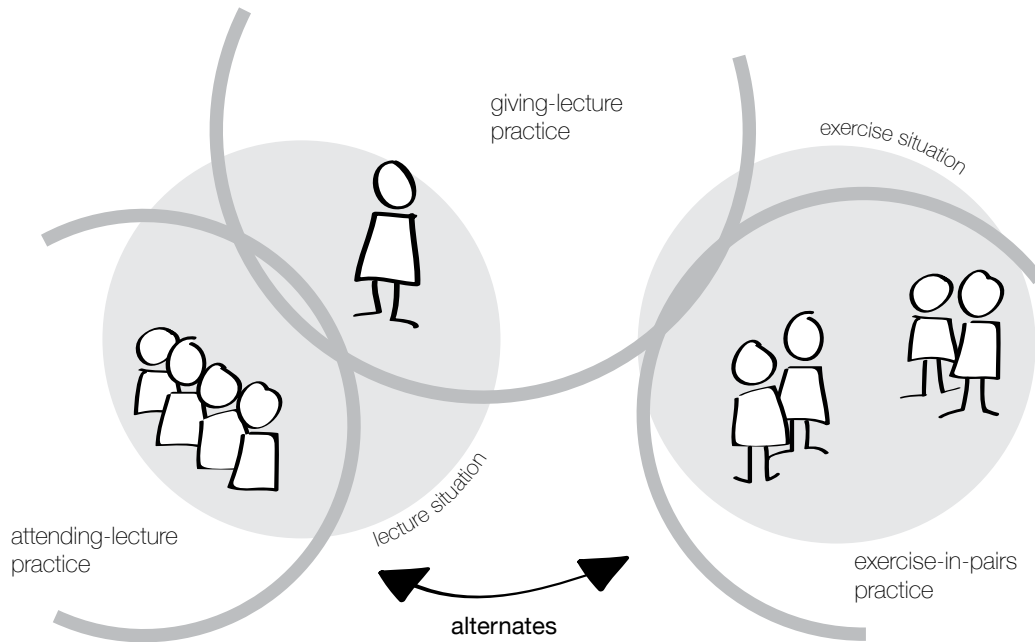 giving-lecture
practice
exercise situation
lecture situation
attending-lecture
practice
exercise-in-pairs
practice
alternates